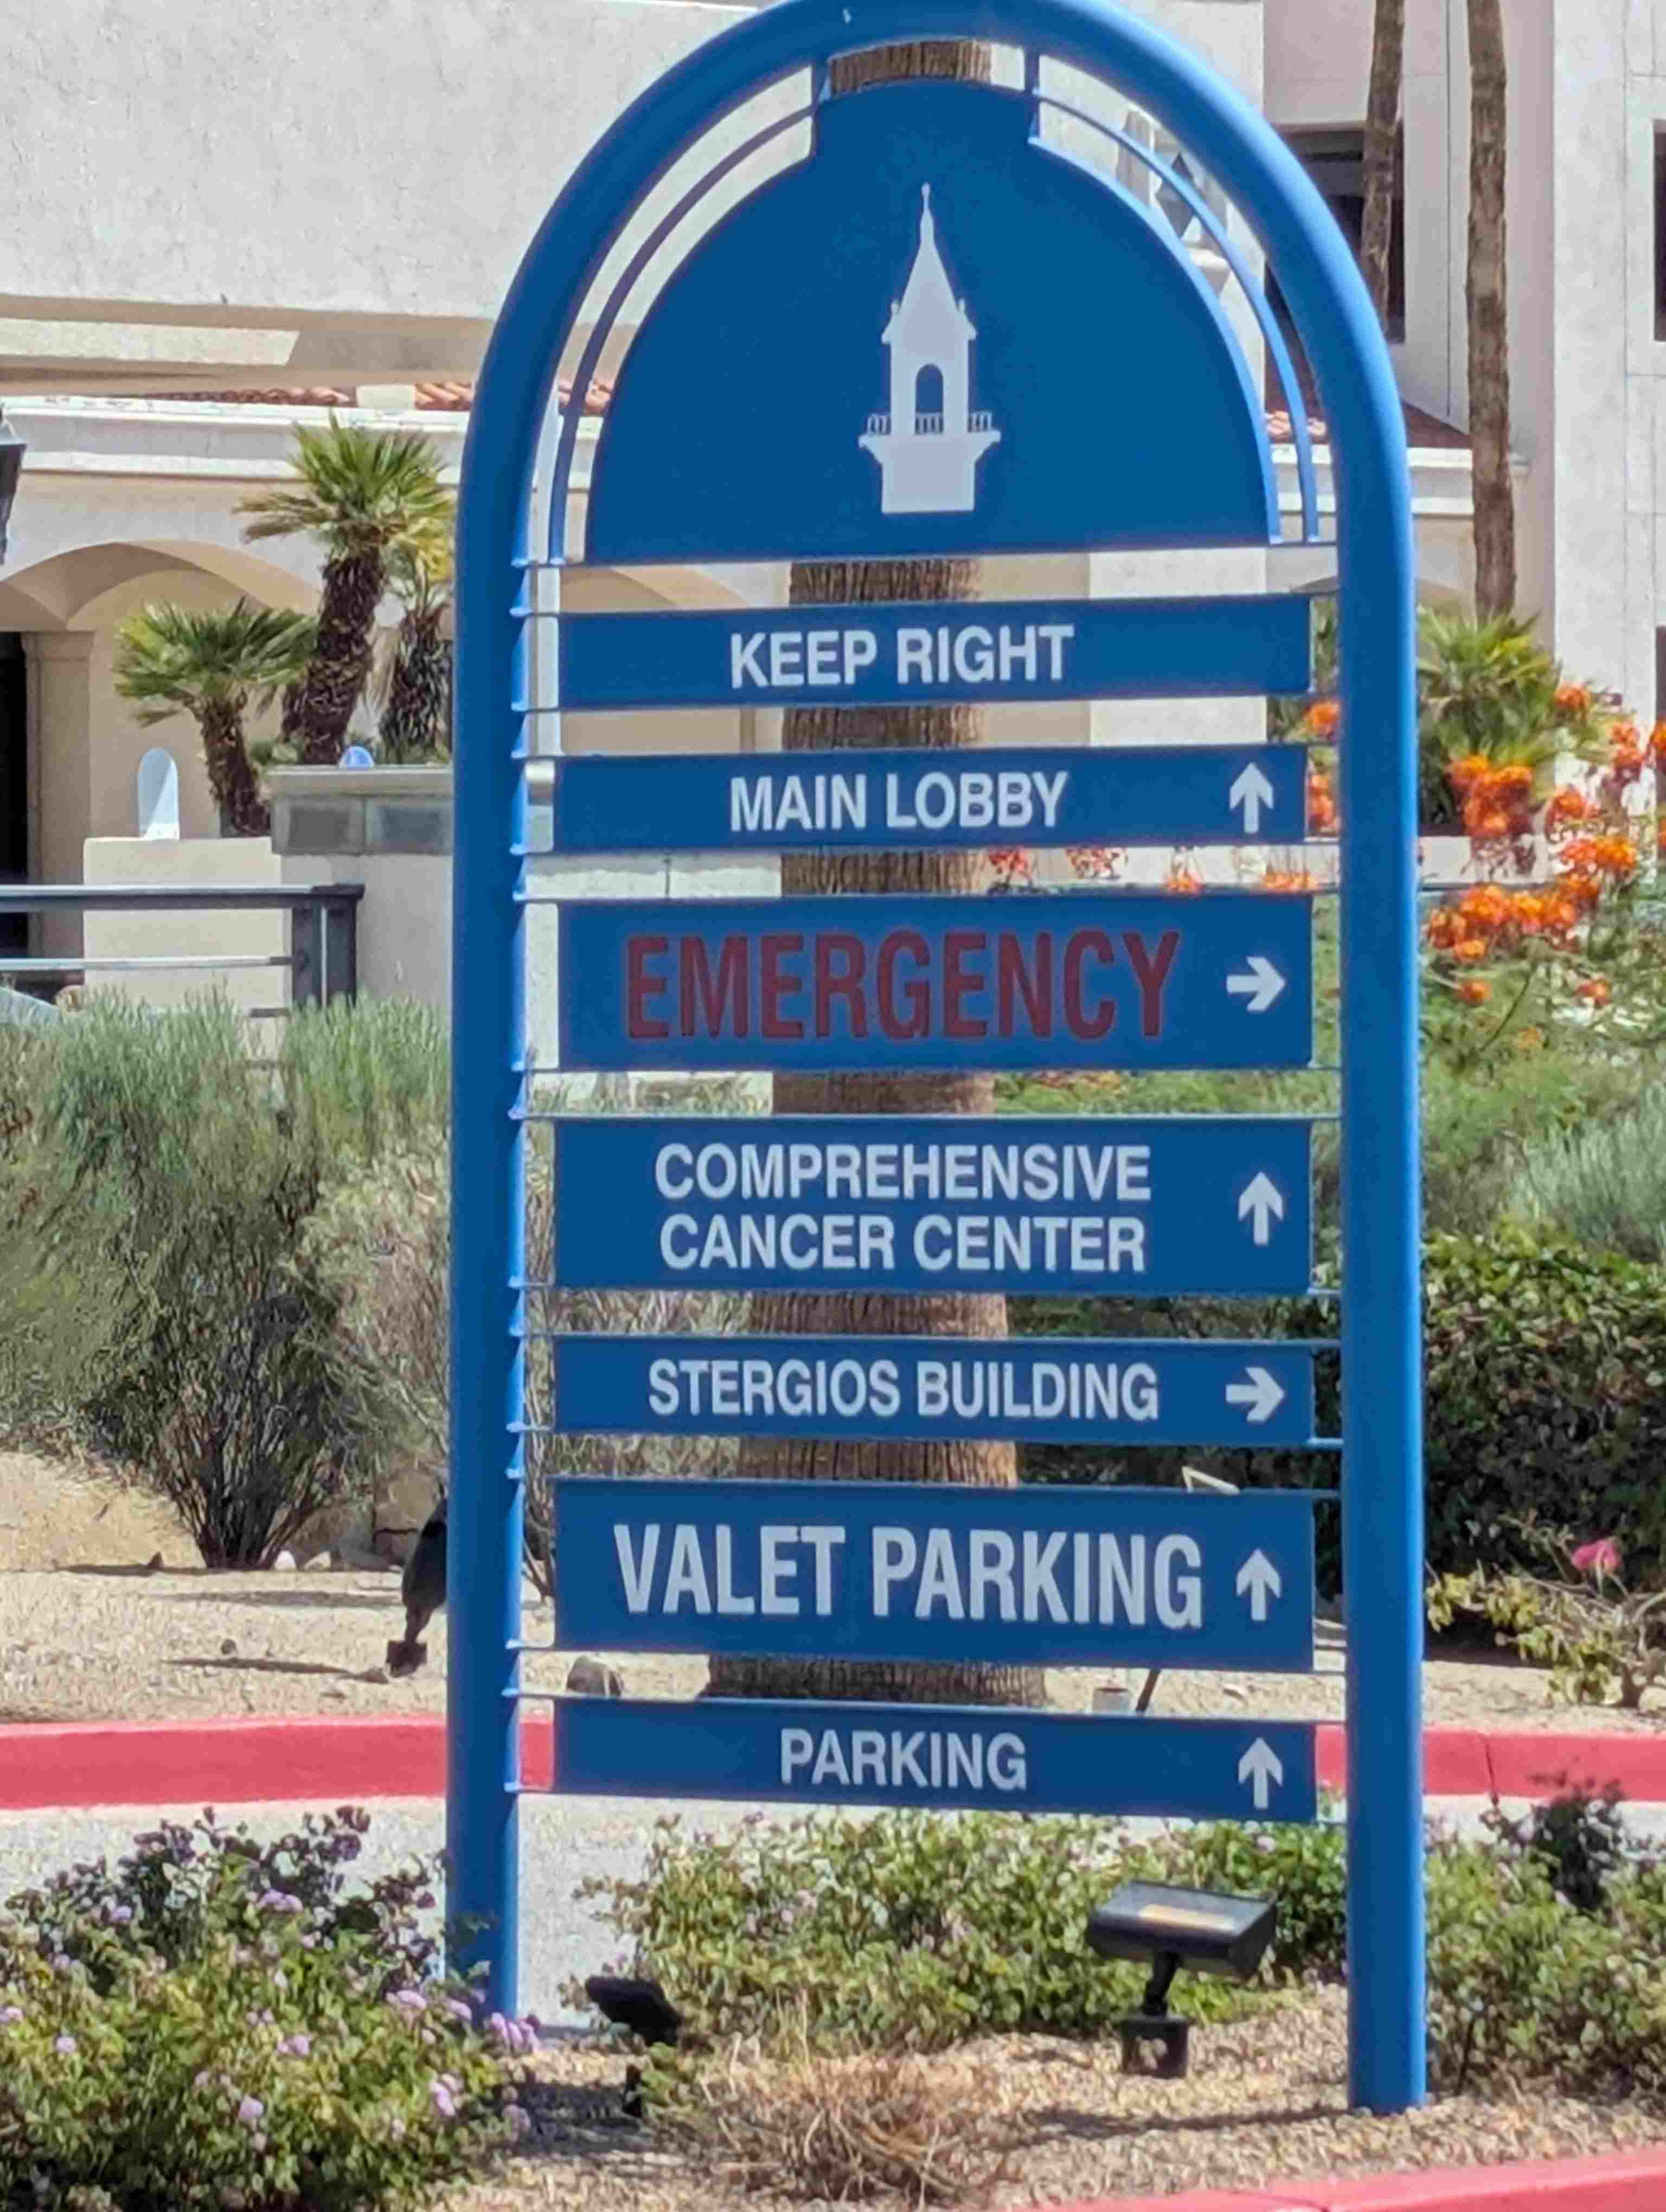 KEEP RIGHT
MAIN LOBBY ↑
EMERGENCY →
COMPREHENSIVE
CANCER CENTER ↑
STERGIOS BUILDING →
VALET PARKING ↑
PARKING ↑